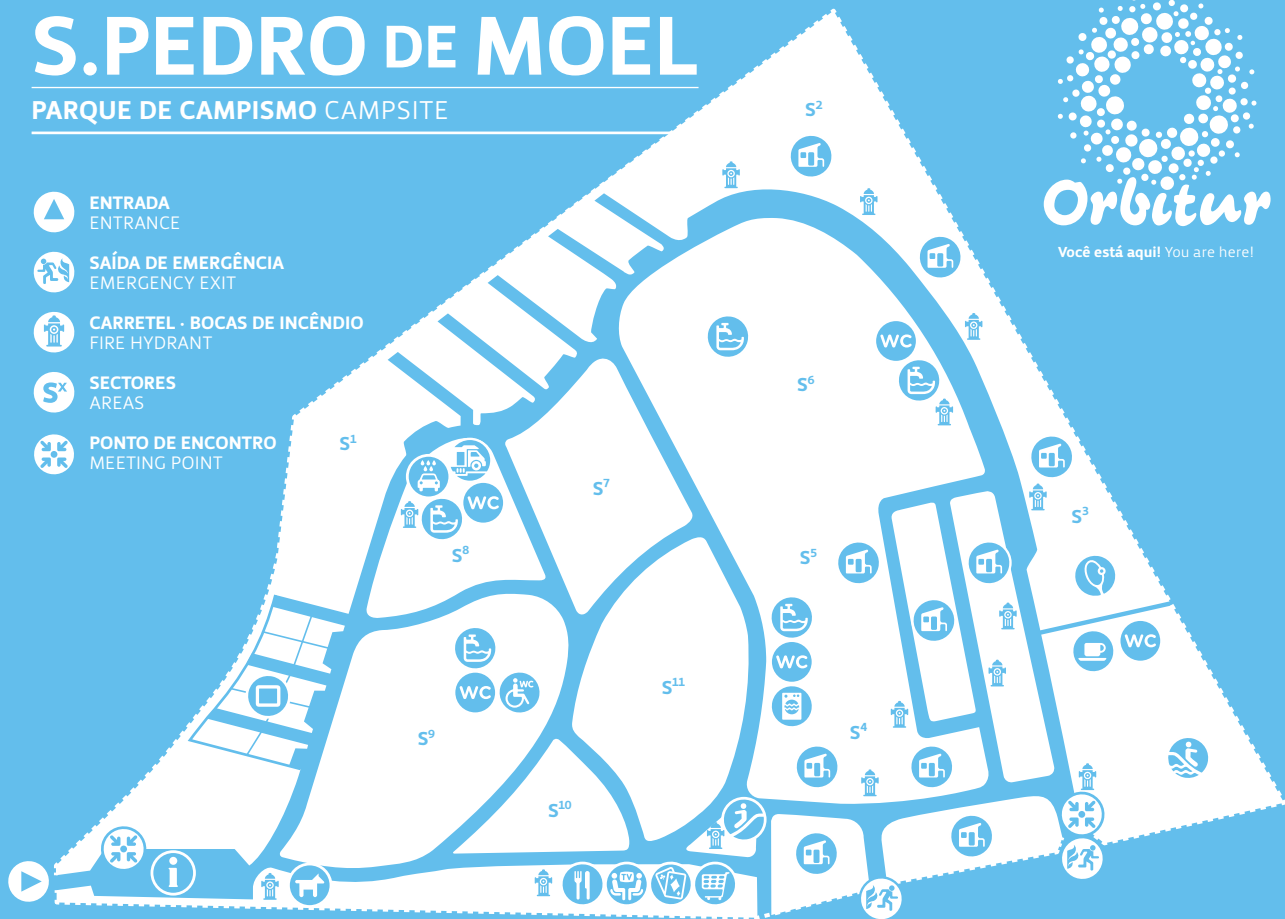 S.PEDRO DE MOEL
PARQUE DE CAMPISMO CAMPSITE
ENTRADA
ENTRANCE
SAÍDA DE EMERGÊNCIA
EMERGENCY EXIT
CARRETEL · BOCAS DE INCÊNDIO
FIRE HYDRANT
Sˣ
SECTORES
AREAS
PONTO DE ENCONTRO
MEETING POINT
Orbitur
Você está aqui! You are here!
S²
WC
S⁶
S¹
WC
S⁷
S³
S⁸
S⁵
WC
WC
WC
WC
S¹¹
S⁹
S⁴
S¹⁰
i
TV